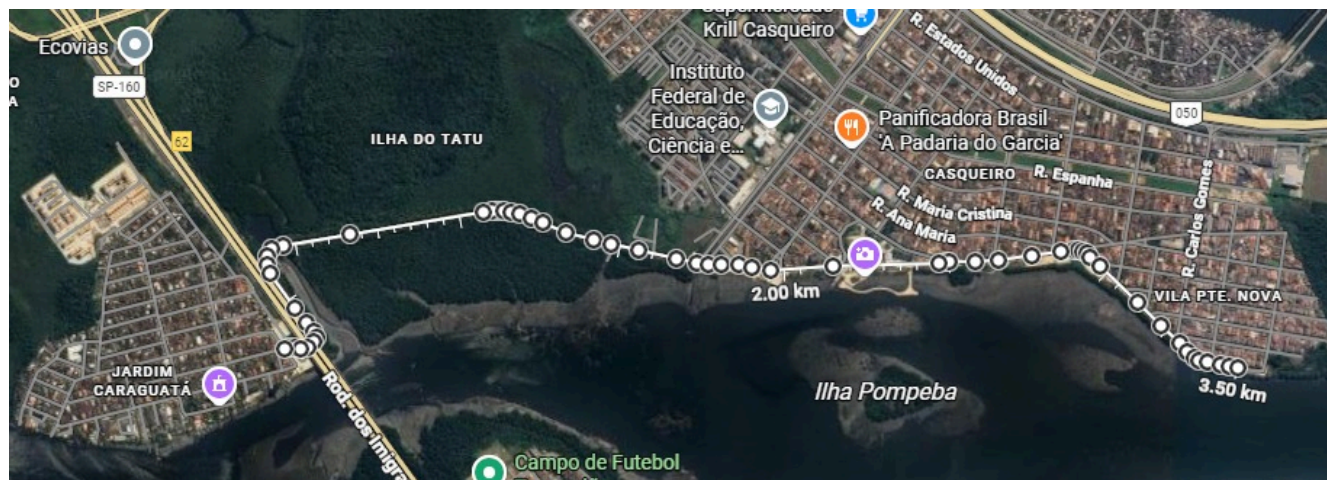 Supermercado
Krill Casqueiro
R. Estados Unidos
Ecovias
SP-160
O
A
62
Instituto
Federal de
Educação,
Ciência e...
ILHA DO TATU
Panificadora Brasil
'A Padaria do Garcia'
050
CASQUEIRO
R. Espanha
R. Maria Cristina
R. Ana Maria
R. Carlos Gomes
2.00 km
VILA PTE. NOVA
JARDIM
CARAGUATÁ
Rod. dos Imigra
Ilha Pompeba
3.50 km
Campo de Futebol